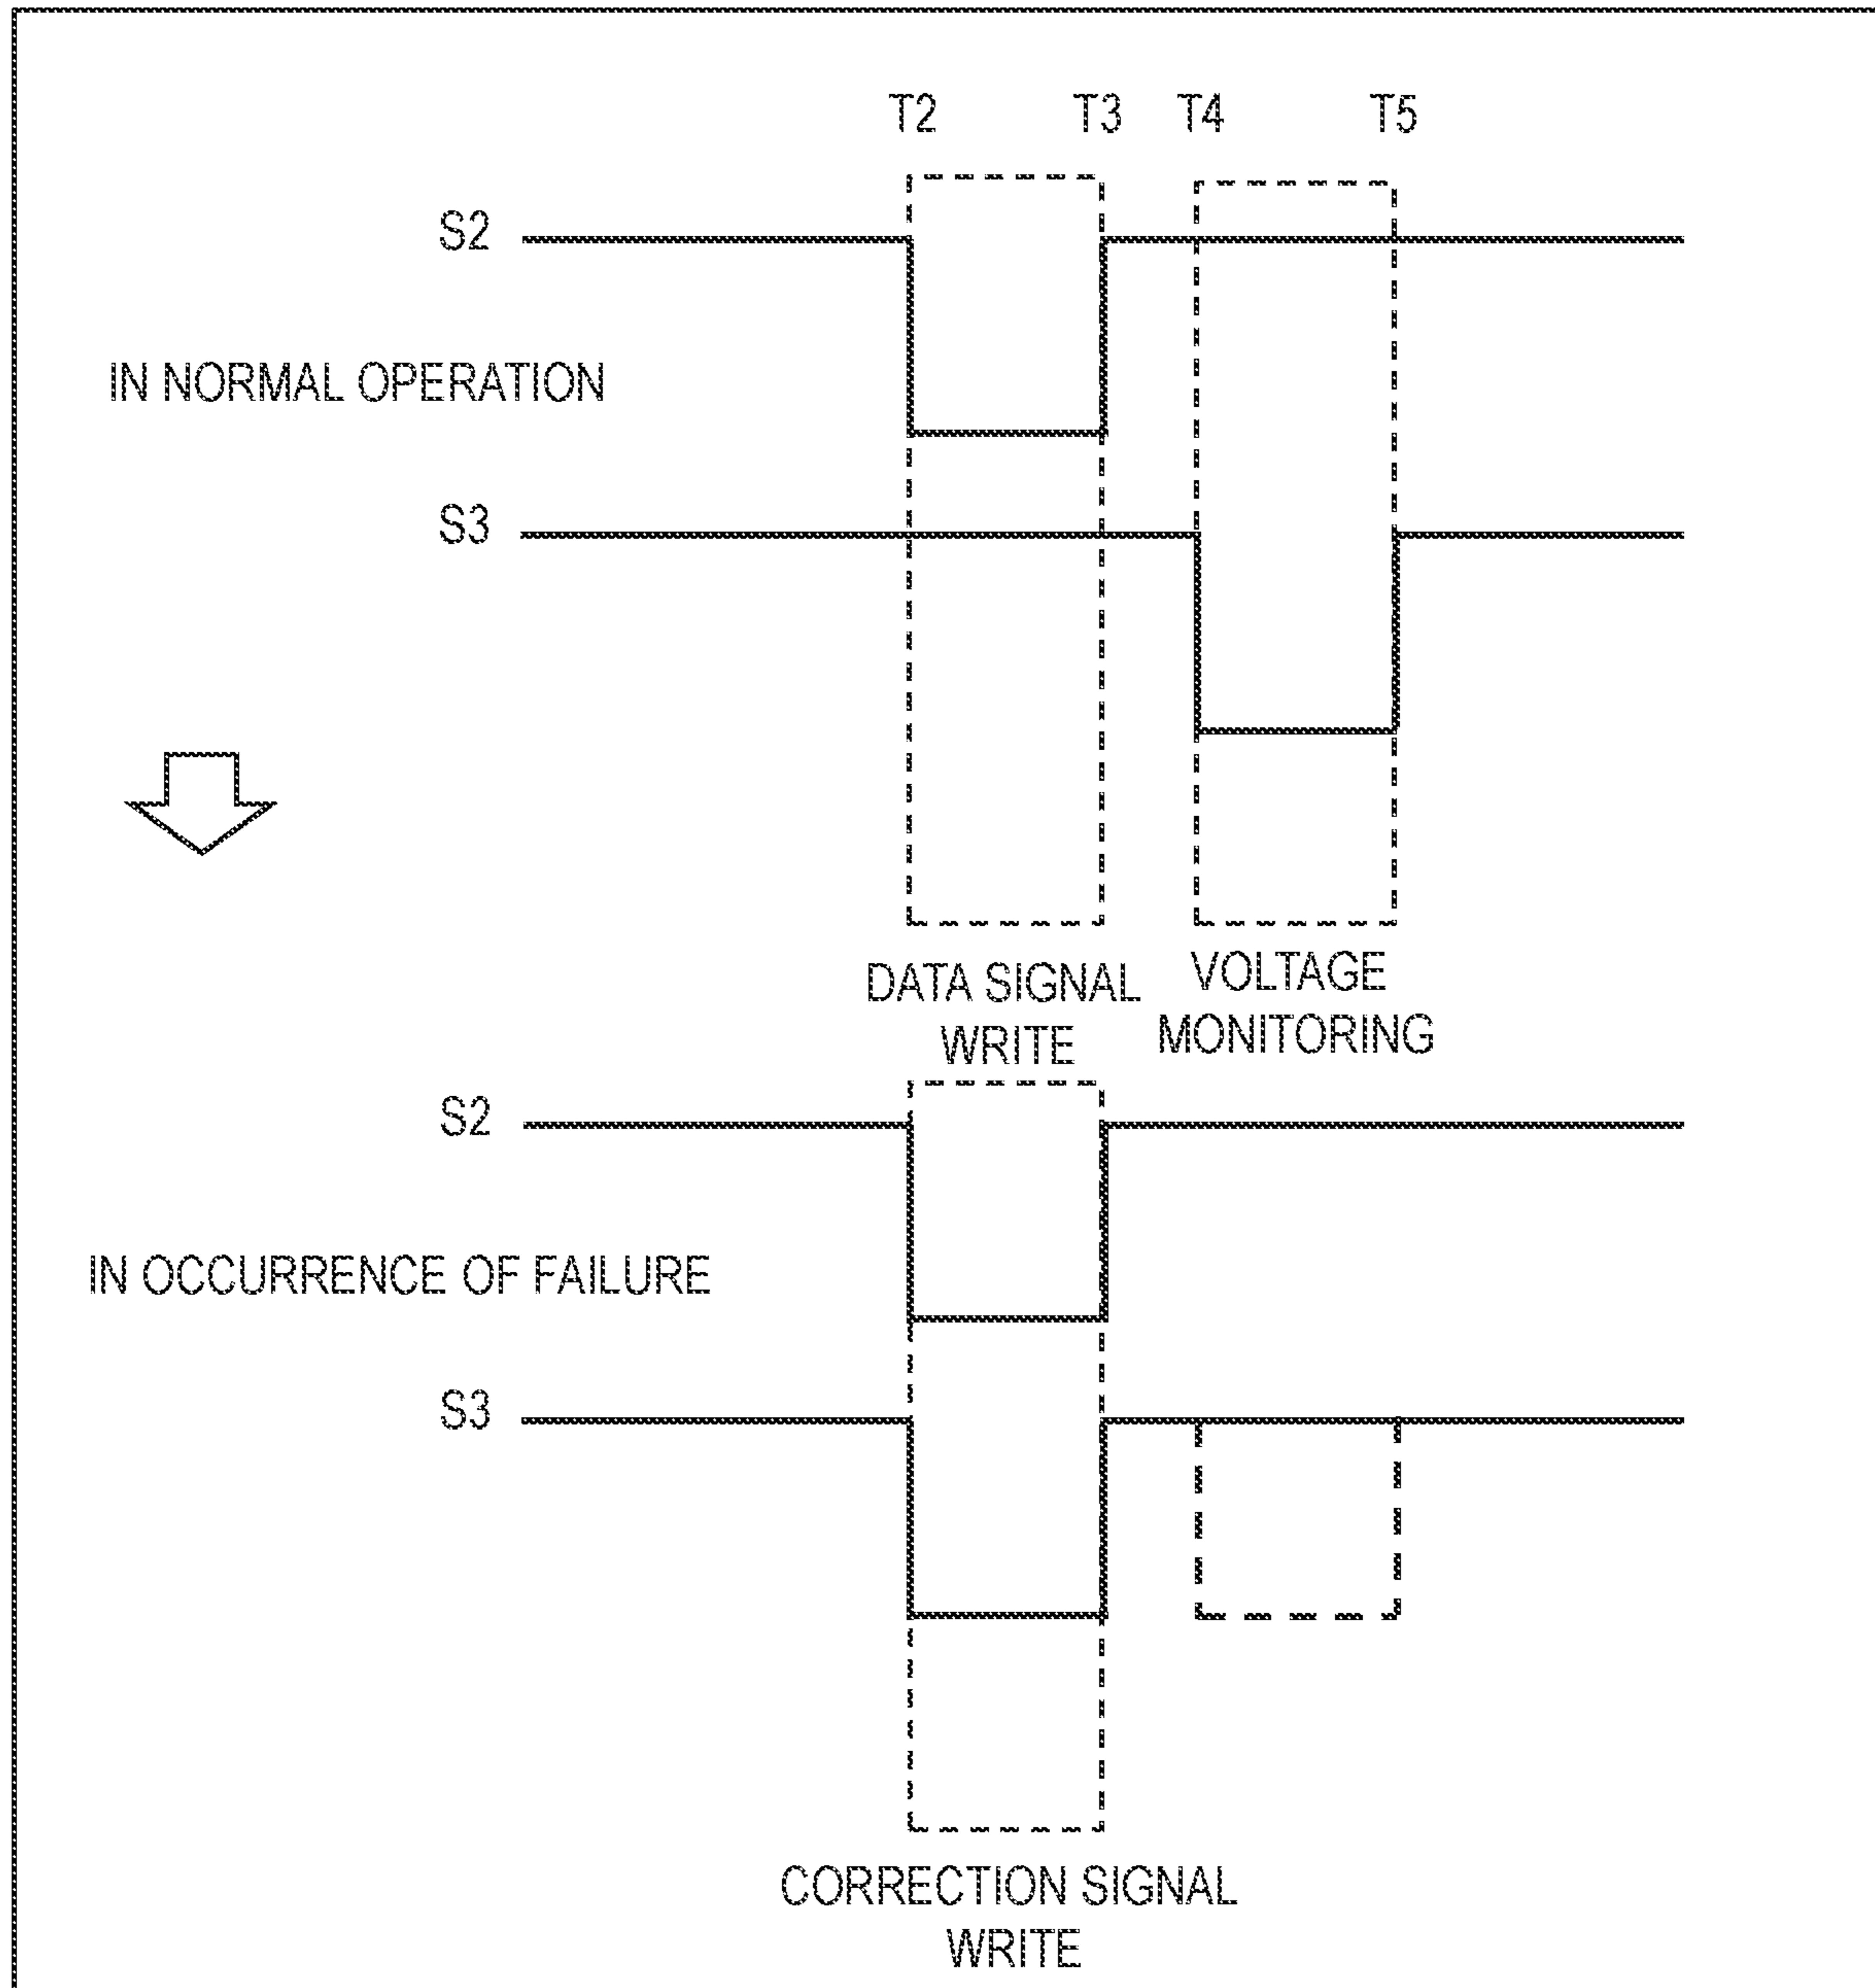 T2 T3 T4 T5
S2
IN NORMAL OPERATION
S3
DATA SIGNAL
WRITE
VOLTAGE
MONITORING
S2
IN OCCURRENCE OF FAILURE
S3
CORRECTION SIGNAL
WRITE